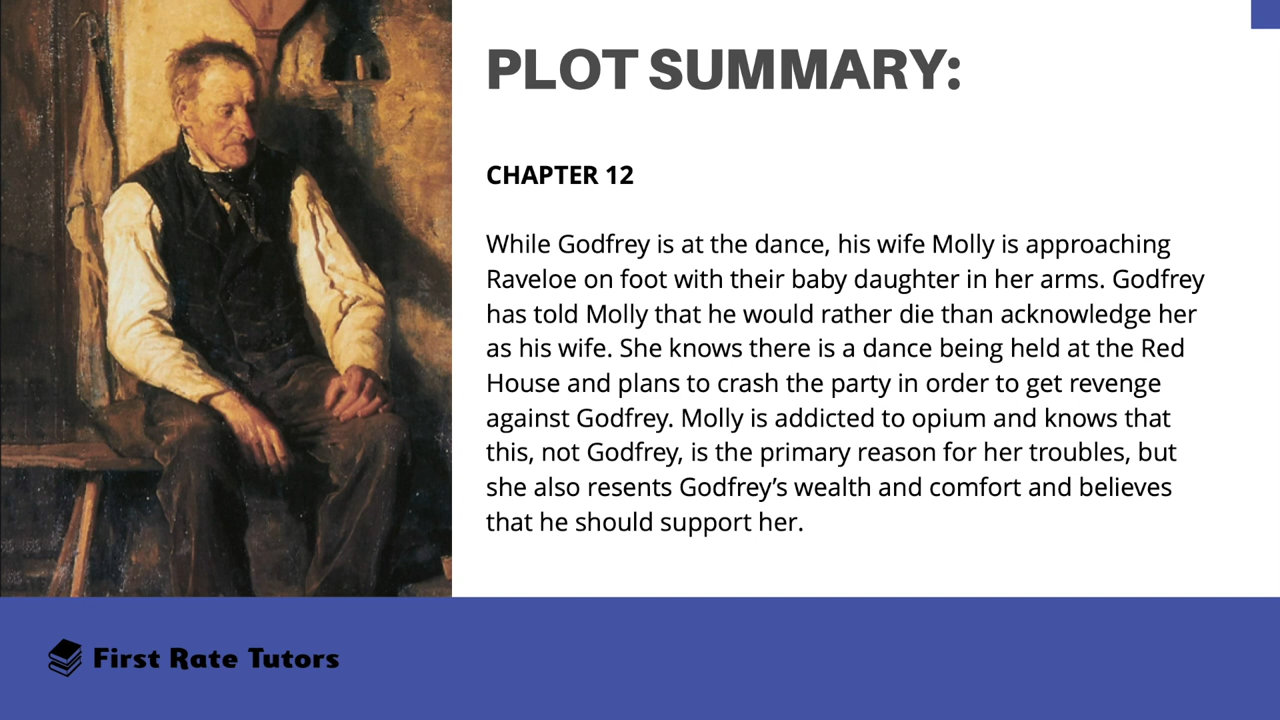 PLOT SUMMARY:
CHAPTER 12
While Godfrey is at the dance, his wife Molly is approaching
Raveloe on foot with their baby daughter in her arms. Godfrey
has told Molly that he would rather die than acknowledge her
as his wife. She knows there is a dance being held at the Red
House and plans to crash the party in order to get revenge
against Godfrey. Molly is addicted to opium and knows that
this, not Godfrey, is the primary reason for her troubles, but
she also resents Godfrey’s wealth and comfort and believes
that he should support her.
First Rate Tutors